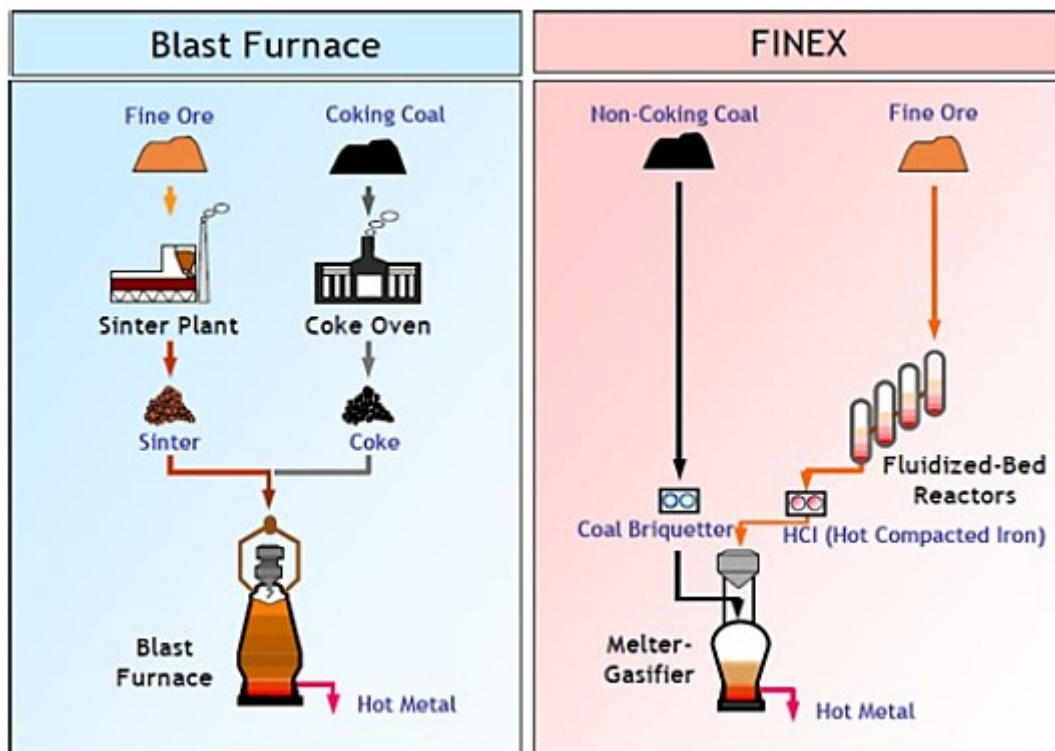 Blast Furnace
Fine Ore
Coking Coal
Sinter Plant
Coke Oven
Sinter
Coke
Blast
Furnace
Hot Metal
FINEX
Non-Coking Coal
Fine Ore
Fluidized-Bed
Reactors
Coal Briquetter
HCI (Hot Compacted Iron)
Melter-
Gasifier
Hot Metal